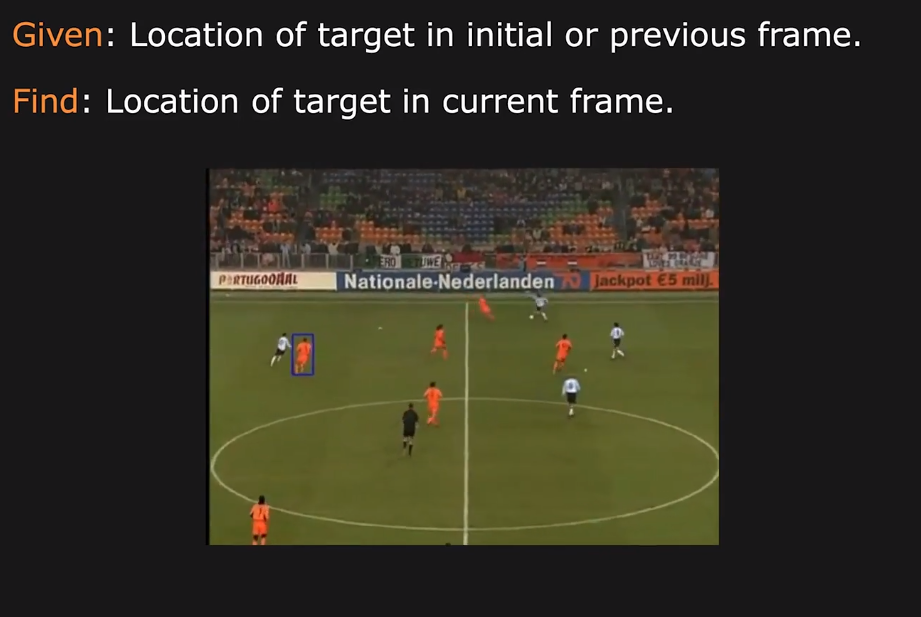 Given: Location of target in initial or previous frame.
Find: Location of target in current frame.
PORTUGOOAAL
Nationale-Nederlanden
Jackpot €5 milj.